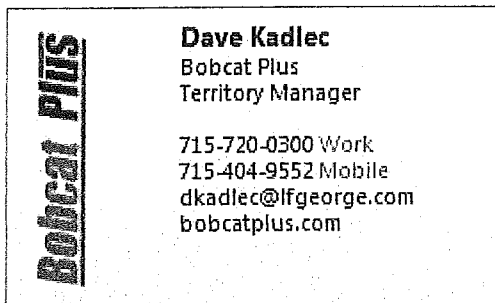 Bobcat Plus
Dave Kadlec
Bobcat Plus
Territory Manager
715-720-0300 Work
715-404-9552 Mobile
dkadlec@lfgeorge.com
bobcatplus.com